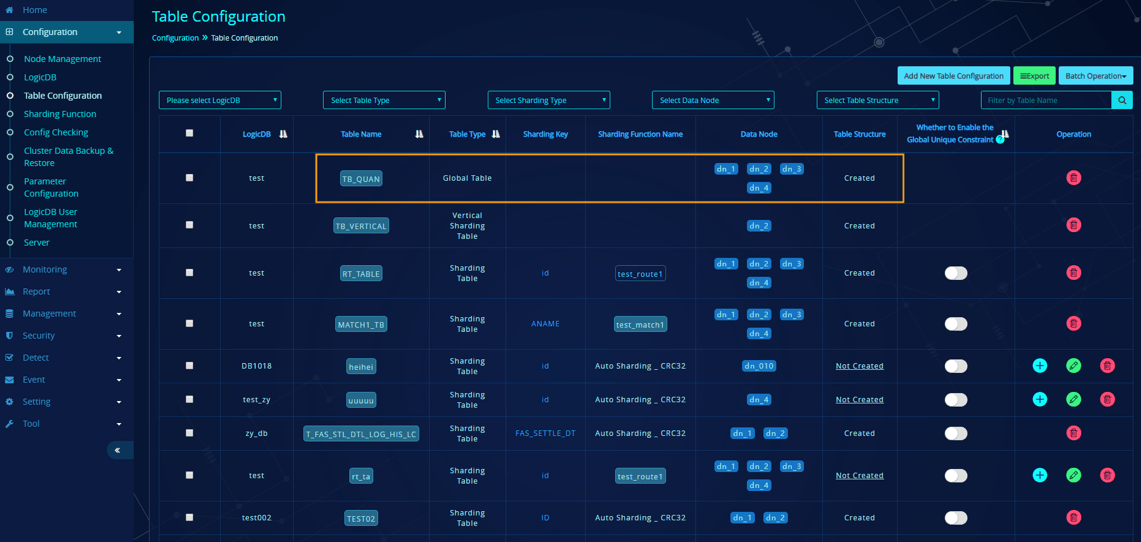 Home
Configuration
Node Management
LogicDB
Table Configuration
Sharding Function
Config Checking
Cluster Data Backup &
Restore
Parameter
Configuration
LogicDB User
Management
Server
Monitoring
Report
Management
Security
Detect
Event
Setting
Tool
«
Table Configuration
Configuration » Table Configuration
Add New Table Configuration Export Batch Operation
Please select LogicDB Select Table Type Select Sharding Type Select Data Node Select Table Structure Filter by Table Name
LogicDB Table Name Table Type Sharding Key Sharding Function Name Data Node Table Structure Whether to Enable the
Global Unique Constraint ? Operation
test TB_QUAN Global Table dn_1 dn_2 dn_3
dn_4 Created
test TB_VERTICAL Vertical
Sharding
Table dn_2 Created
test RT_TABLE Sharding
Table id test_route1 dn_1 dn_2 dn_3
dn_4 Created
test MATCH1_TB Sharding
Table ANAME test_match1 dn_1 dn_2 dn_3
dn_4 Created
DB1018 heihei Sharding
Table id Auto Sharding _ CRC32 dn_010 Not Created
test_zy uuuuu Sharding
Table id Auto Sharding _ CRC32 dn_4 Not Created
zy_db T_FAS_STL_DTL_LOG_HIS_LC Sharding
Table FAS_SETTLE_DT Auto Sharding _ CRC32 dn_1 dn_2 Created
test rt_ta Sharding
Table id test_route1 dn_1 dn_2 dn_3
dn_4 Not Created
test002 TEST02 Sharding
Table ID Auto Sharding _ CRC32 dn_1 dn_2 Created